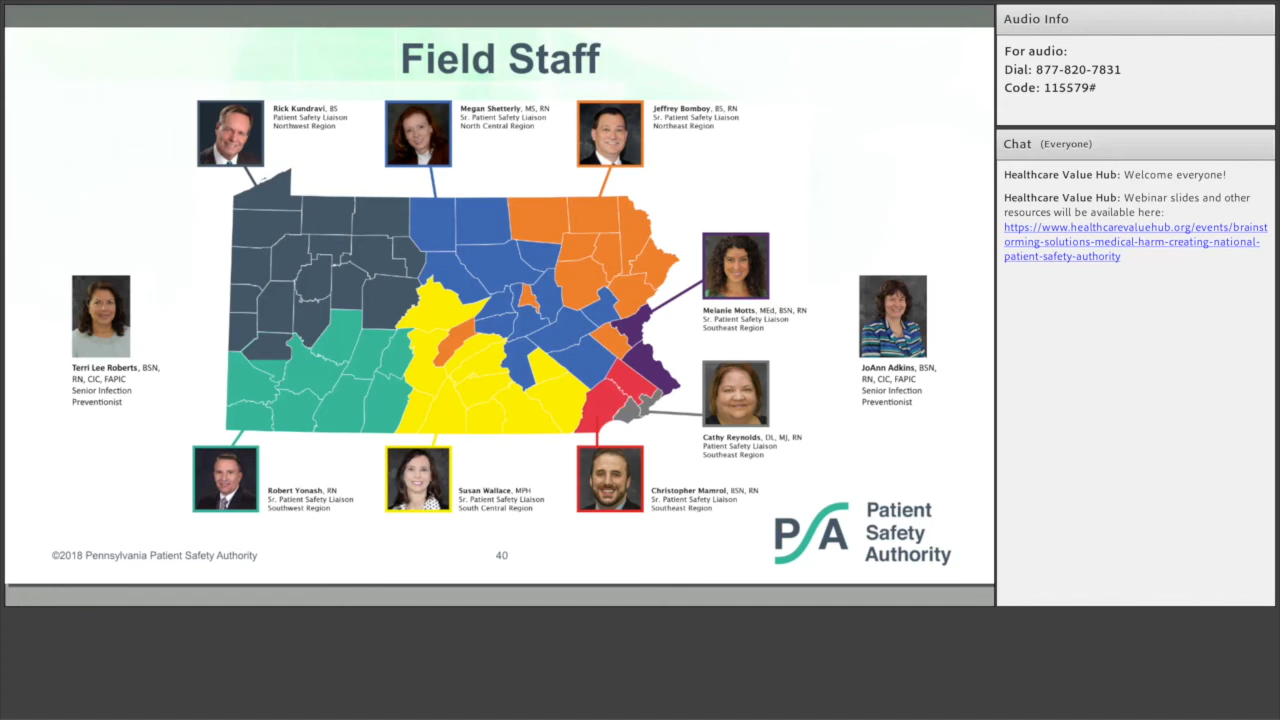 Field Staff
Rick Kundravi, BS
Patient Safety Liaison
Northwest Region
Megan Shetterly, MS, RN
Sr. Patient Safety Liaison
North Central Region
Jeffrey Bomboy, BS, RN
Sr. Patient Safety Liaison
Northeast Region
Melanie Motts, MEd, BSN, RN
Sr. Patient Safety Liaison
Southeast Region
Terri Lee Roberts, BSN,
RN, CIC, FAPIC
Senior Infection
Preventionist
JoAnn Adkins, BSN,
RN, CIC, FAPIC
Senior Infection
Preventionist
Cathy Reynolds, DL, MJ, RN
Patient Safety Liaison
Southeast Region
Robert Yonash, RN
Sr. Patient Safety Liaison
Southwest Region
Susan Wallace, MPH
Sr. Patient Safety Liaison
South Central Region
Christopher Mamrol, BSN, RN
Sr. Patient Safety Liaison
Southeast Region
PSA
Patient
Safety
Authority
©2018 Pennsylvania Patient Safety Authority
40
Audio Info
For audio:
Dial: 877-820-7831
Code: 115579#
Chat (Everyone)
Healthcare Value Hub: Welcome everyone!
Healthcare Value Hub: Webinar slides and other
resources will be available here:
https://www.healthcarevaluehub.org/events/brainst
orming-solutions-medical-harm-creating-national-
patient-safety-authority